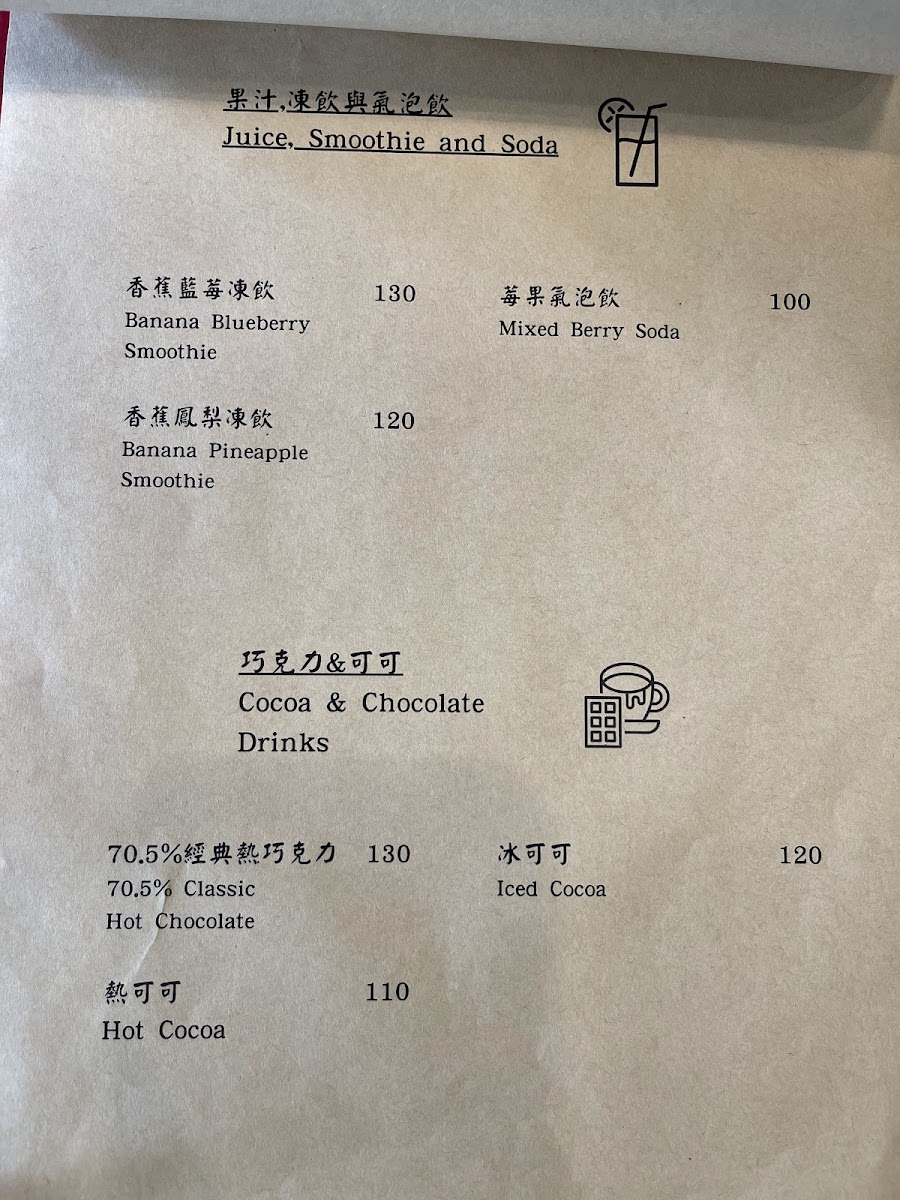 果汁,凍飲與氣泡飲
Juice, Smoothie and Soda
香蕉藍莓凍飲 130
Banana Blueberry
Smoothie
莓果氣泡飲 100
Mixed Berry Soda
香蕉鳳梨凍飲 120
Banana Pineapple
Smoothie
巧克力&可可
Cocoa & Chocolate
Drinks
70.5%經典熱巧克力 130
70.5% Classic
Hot Chocolate
冰可可 120
Iced Cocoa
熱可可 110
Hot Cocoa